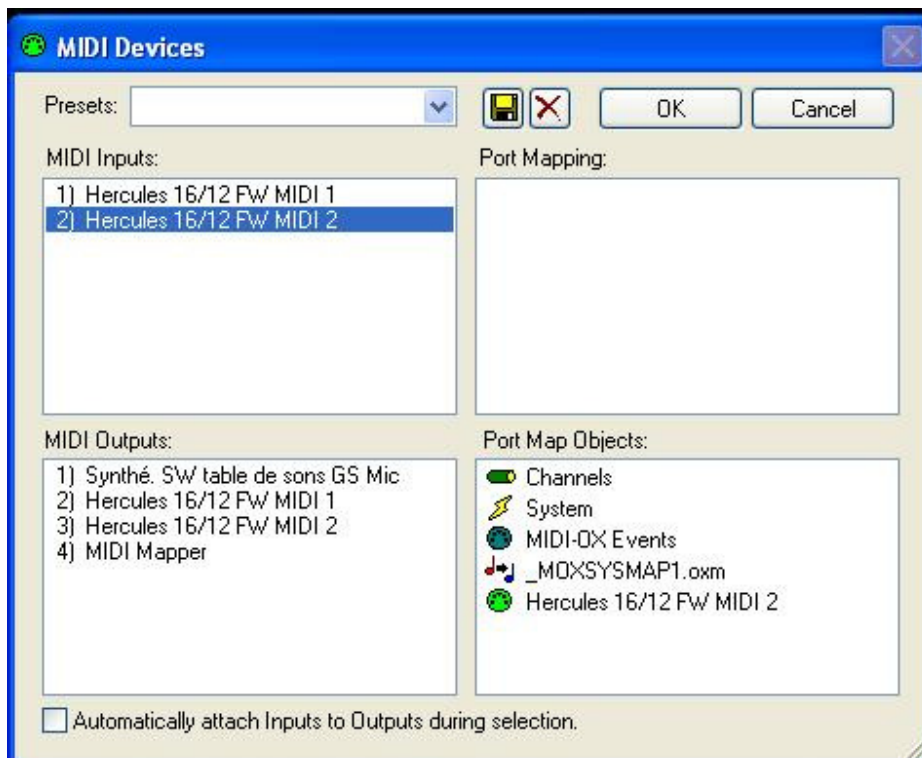 MIDI Devices
Presets:
OK
Cancel
MIDI Inputs:
1) Hercules 16/12 FW MIDI 1
2) Hercules 16/12 FW MIDI 2
Port Mapping:
MIDI Outputs:
1) Synthé. SW table de sons GS Mic
2) Hercules 16/12 FW MIDI 1
3) Hercules 16/12 FW MIDI 2
4) MIDI Mapper
Port Map Objects:
Channels
System
MIDI-OX Events
_MOXSYSMAP1.oxm
Hercules 16/12 FW MIDI 2
Automatically attach Inputs to Outputs during selection.